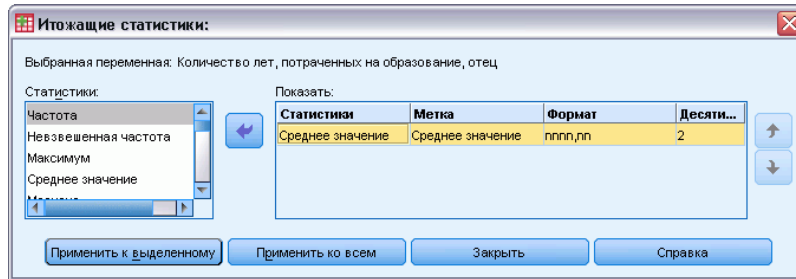 Итожащие статистики:
Выбранная переменная: Количество лет, потраченных на образование, отец
Статистики:
Показать:
Частота
Невзвешенная частота
Максимум
Среднее значение
Статистики Метка Формат Десяти...
Среднее значение Среднее значение nnnn,nn 2
Применить к выделенному Применить ко всем Закрыть Справка